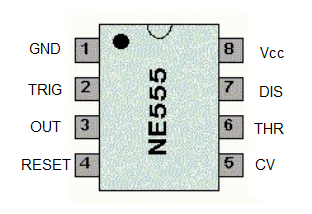 GND 1 8 Vcc
TRIG 2 7 DIS
OUT 3 6 THR
RESET 4 5 CV
NE555